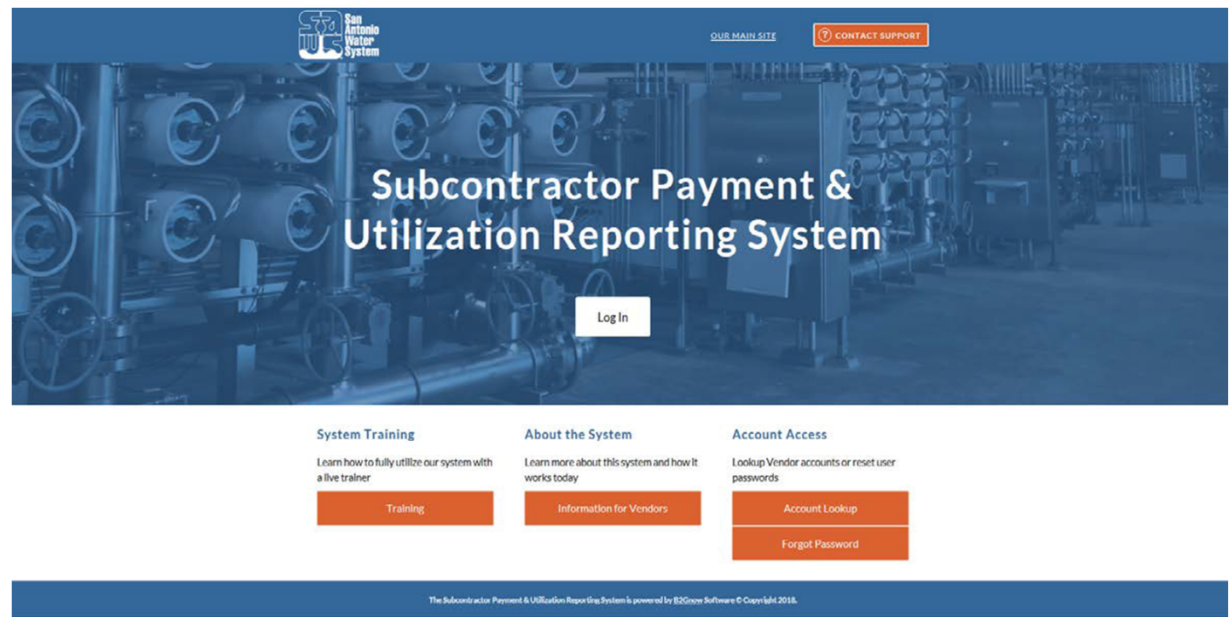 San
Antonio
Water
System
OUR MAIN SITE
? CONTACT SUPPORT
Subcontractor Payment &
Utilization Reporting System
Log In
System Training
Learn how to fully utilize our system with
a live trainer
Training
About the System
Learn more about this system and how it
works today
Information for Vendors
Account Access
Lookup Vendor accounts or reset user
passwords
Account Lookup
Forgot Password
The Subcontractor Payment & Utilization Reporting System is powered by B2Gnow Software © Copyright 2018.